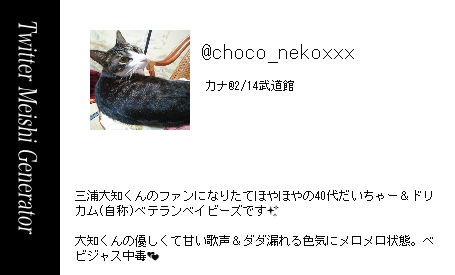 Twitter Meishi Generator
@choco_nekoxxx
カナ@2/14武道館
三浦大知くんのファンになりたてほやほやの40代だいちゃー＆ドリ
カム(自称)ベテランベイビーズです✨
大知くんの優しくて甘い歌声＆ダダ漏れる色気にメロメロ状態。ベ
ビジャス中毒💕